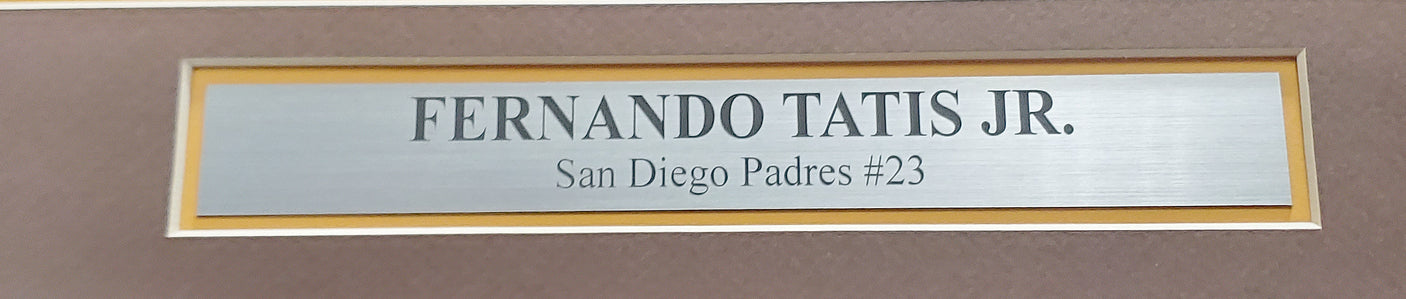 FERNANDO TATIS JR.
San Diego Padres #23